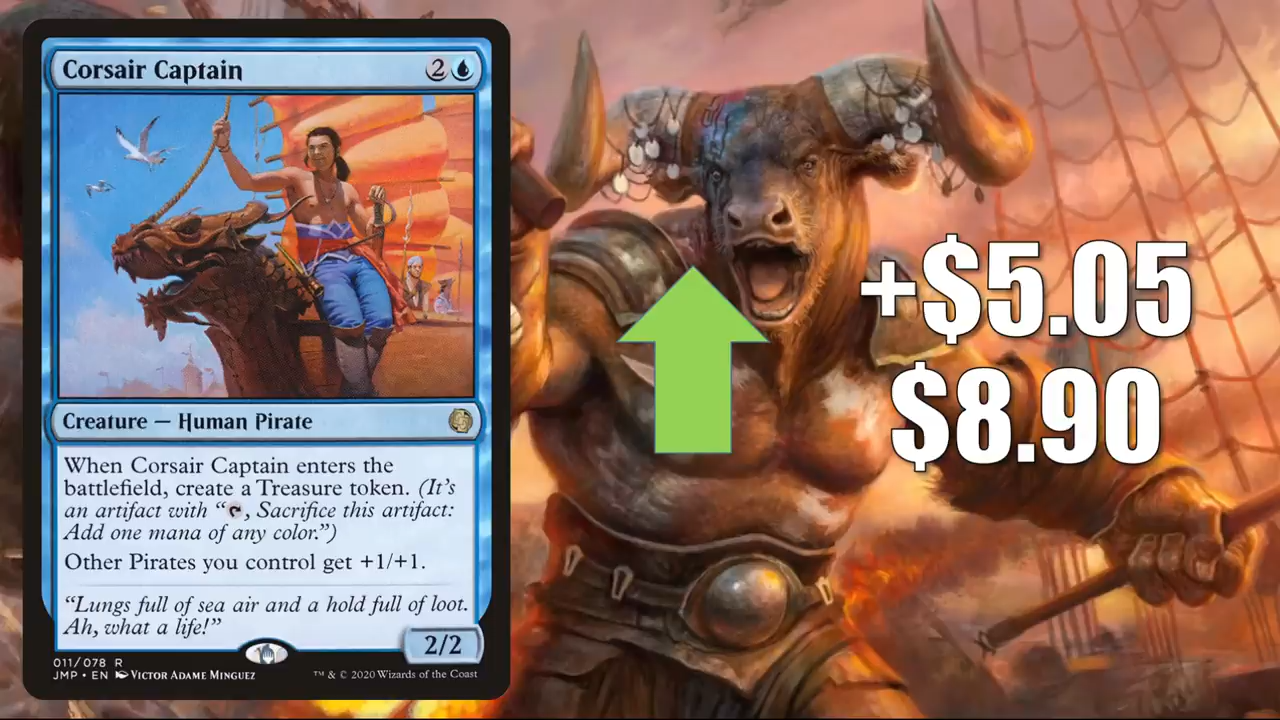 Corsair Captain 2
Creature — Human Pirate
When Corsair Captain enters the
battlefield, create a Treasure token. (It's
an artifact with “, Sacrifice this artifact:
Add one mana of any color.”)
Other Pirates you control get +1/+1.
“Lungs full of sea air and a hold full of loot.
Ah, what a life!”
2/2
011/078 R
JMP • EN VICTOR ADAME MINGUEZ
™ & © 2020 Wizards of the Coast
+$5.05
$8.90